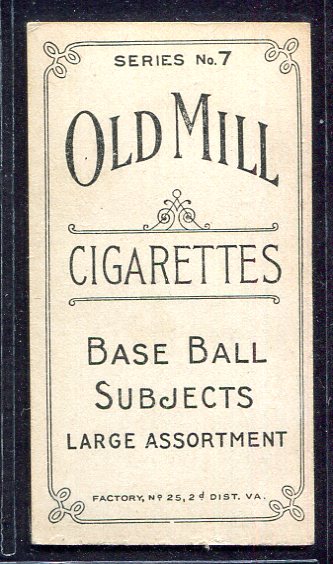 SERIES No. 7
OLD MILL
CIGARETTES
BASE BALL
SUBJECTS
LARGE ASSORTMENT
FACTORY, Nº 25, 2d DIST. VA.